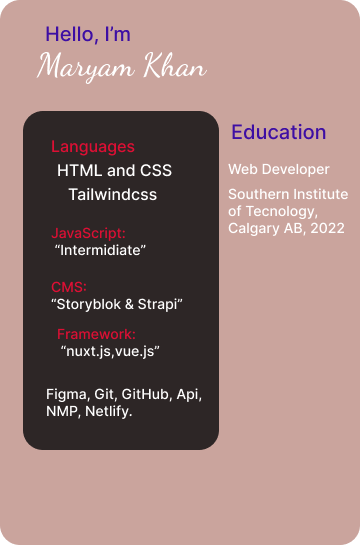 Hello, I’m
Maryam Khan
Languages
HTML and CSS
Tailwindcss
JavaScript:
“Intermidiate”
CMS:
“Storyblok & Strapi”
Framework:
“nuxt.js,vue.js”
Figma, Git, GitHub, Api,
NMP, Netlify.
Education
Web Developer
Southern Institute
of Tecnology,
Calgary AB, 2022